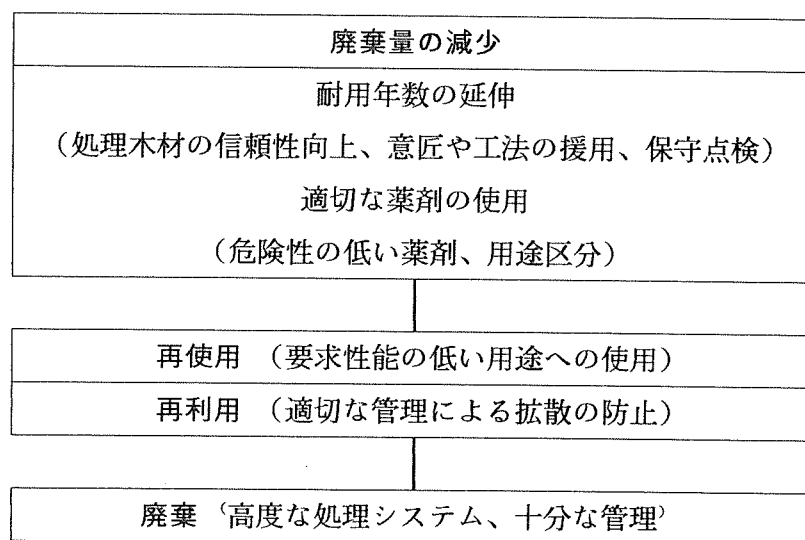 廃棄量の減少
耐用年数の延伸
（処理木材の信頼性向上、意匠や工法の援用、保守点検）
適切な薬剤の使用
（危険性の低い薬剤、用途区分）
再使用　（要求性能の低い用途への使用）
再利用　（適切な管理による拡散の防止）
廃棄（高度な処理システム、十分な管理）